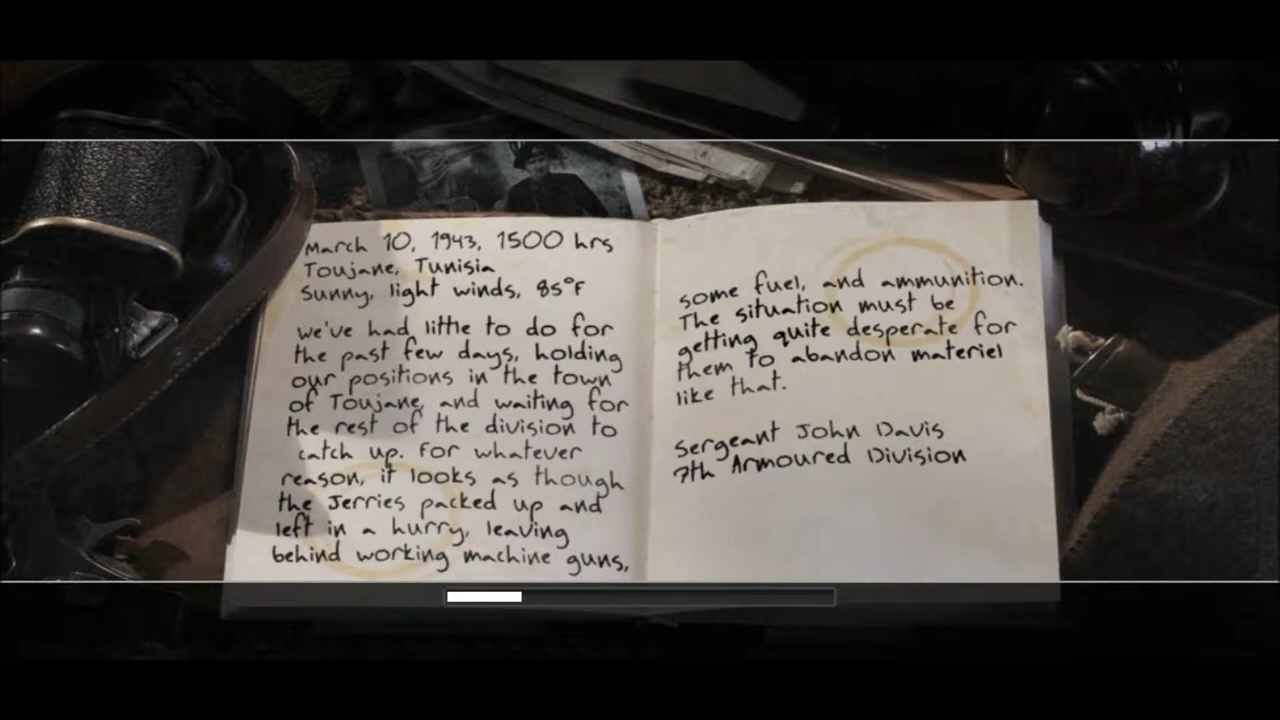 March 10, 1943, 1500 hrs
Toujane, Tunisia
Sunny, light winds, 85°F
we've had little to do for
the past few days, holding
our positions in the town
of Toujane, and waiting for
the rest of the division to
catch up. For whatever
reason, it looks as though
the Jerries packed up and
left in a hurry, leaving
behind working machine guns,
some fuel, and ammunition.
The situation must be
getting quite desperate for
them to abandon materiel
like that.
Sergeant John Davis
7th Armoured Division